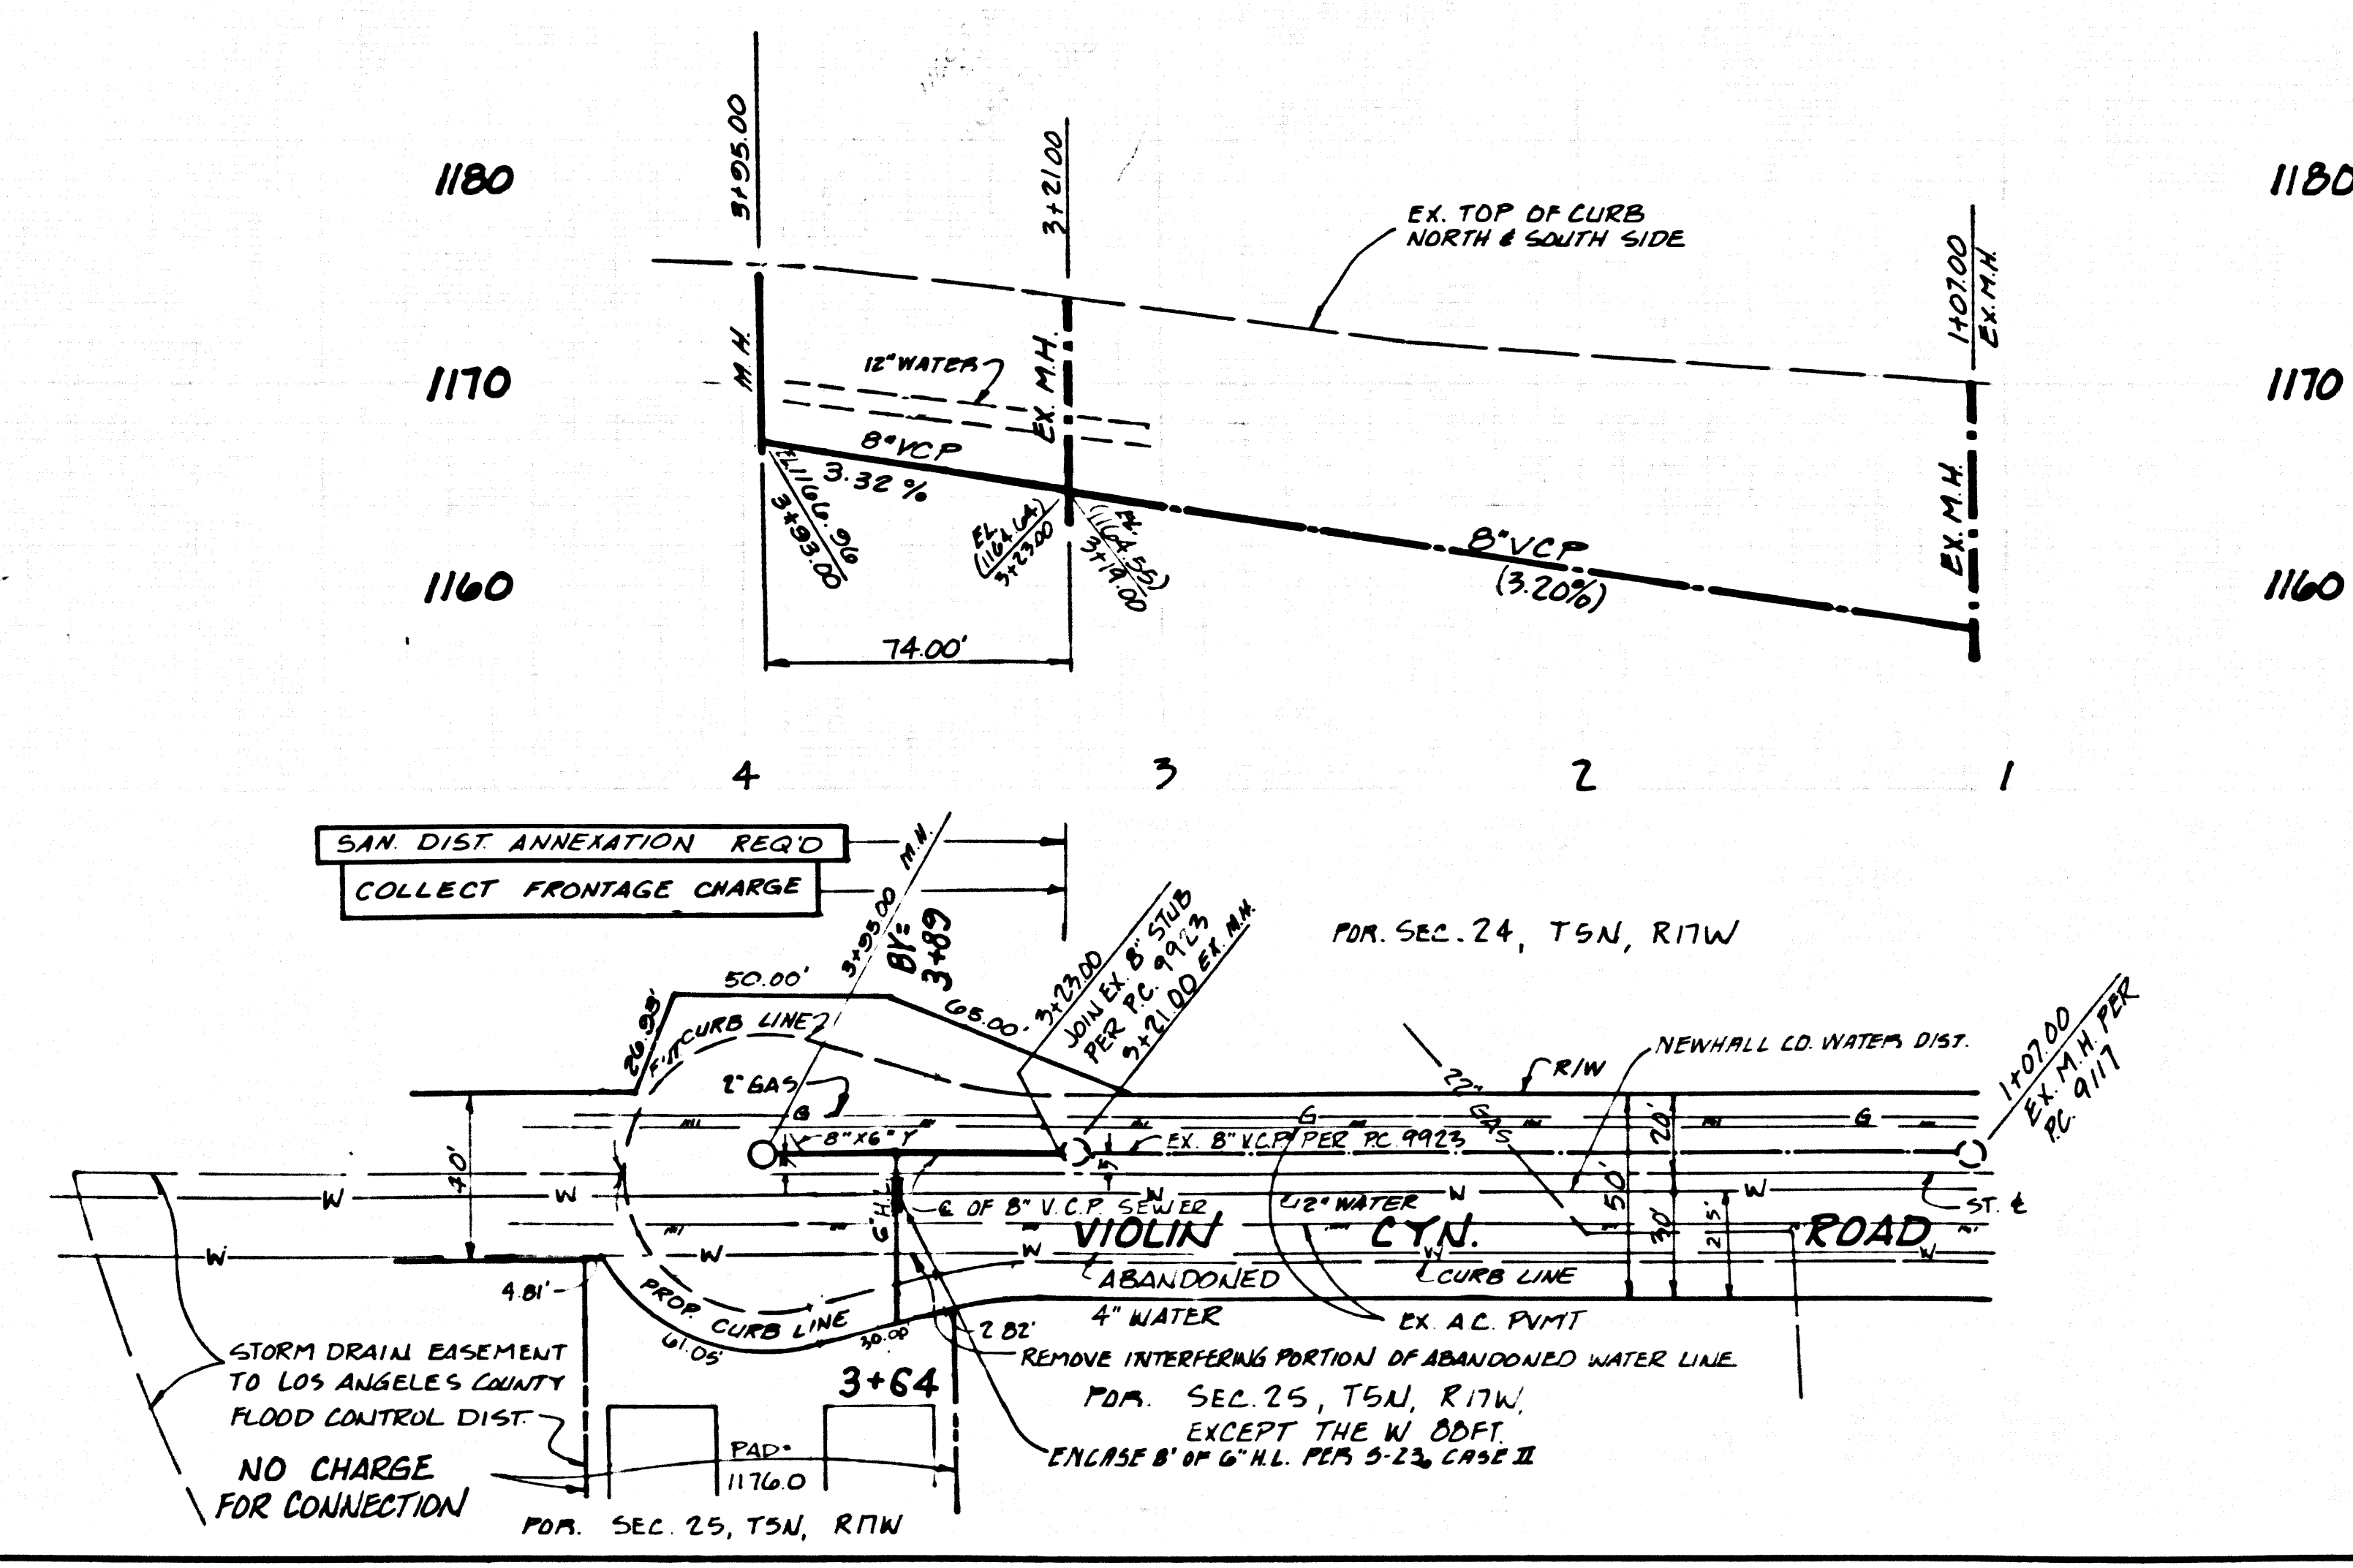 3+95.00
3+21.00
1180
1180
EX. TOP OF CURB
NORTH & SOUTH SIDE
1+07.00
EX. M.H.
M.H.
12" WATER
EX. M.H.
1170
1170
8" VCP
3.32 %
EL 1166.96
3+93.00
EL.
(1164.64)
3+23.00
EL.
(1164.55)
3+19.00
8" VCP
(3.20%)
EX. M.H.
1160
1160
74.00'
4
3
2
1
SAN. DIST. ANNEXATION REQ'D
COLLECT FRONTAGE CHARGE
3+95.00 M.H.
BY=
3+89
3+23.00
JOIN EX. 8" STUB
PER P.C. 9923
3+21.00 EX. M.H.
POR. SEC. 24, T5N, R17W
50.00'
65.00'
26.93'
CURB LINE
2" GAS
G
8"X6" Y
22" GAS
R/W
NEWHALL CO. WATER DIST.
1+07.00
EX. M.H. PER
P.C. 9117
G
G
EX. 8" V.C.P. PER P.C. 9923
5'
20'
40'
50'
30'
21.5'
W
W
W
W
W
6" H.L.
℄ OF 8" V.C.P. SEWER
12" WATER
ST. ℄
VIOLIN CYN. ROAD
W
W
W
W
W
4.81'
PROP. CURB LINE
61.05'
30.00'
2.82'
ABANDONED
4" WATER
CURB LINE
EX. A.C. PVMT
REMOVE INTERFERING PORTION OF ABANDONED WATER LINE
STORM DRAIN EASEMENT
TO LOS ANGELES COUNTY
FLOOD CONTROL DIST.
3+64
POR. SEC. 25, T5N, R17W,
EXCEPT THE W 88FT.
ENCASE 8' OF 6" H.L. PER S-23, CASE II
NO CHARGE
FOR CONNECTION
PAD=
1176.0
POR. SEC. 25, T5N, R17W